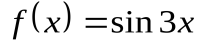 f(x)=sin 3x